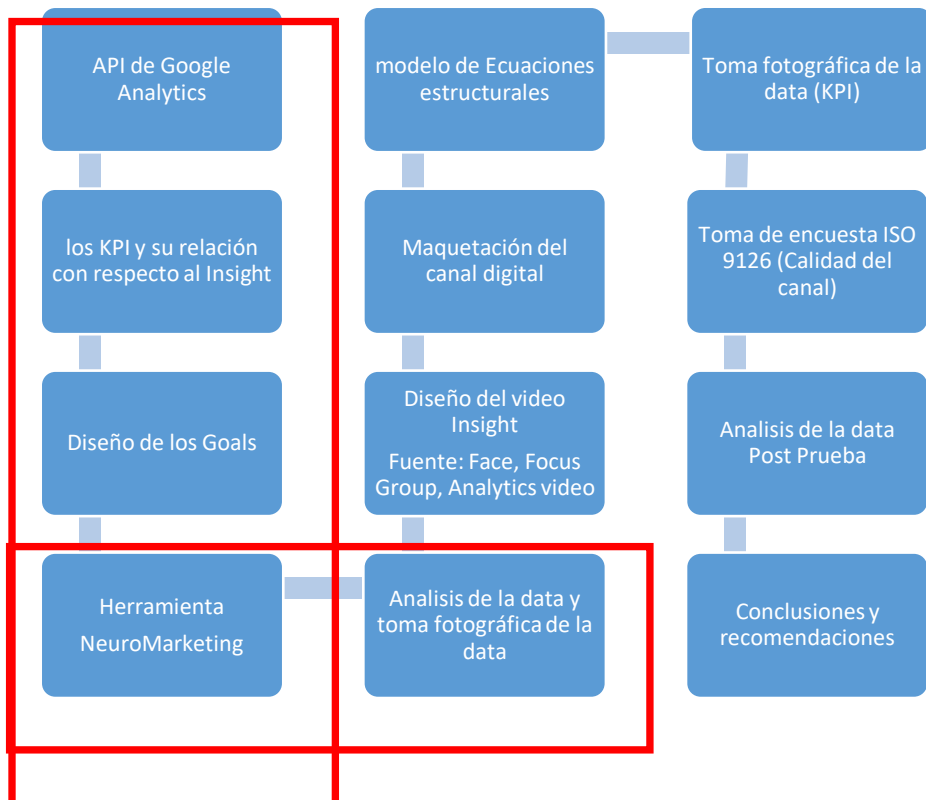 API de Google
Analytics
los KPI y su relación
con respecto al Insight
Diseño de los Goals
Herramienta
NeuroMarketing
Analisis de la data y
toma fotográfica de la
data
Diseño del video
Insight
Fuente: Face, Focus
Group, Analytics video
Maquetación del
canal digital
modelo de Ecuaciones
estructurales
Toma fotográfica de la
data (KPI)
Toma de encuesta ISO
9126 (Calidad del
canal)
Analisis de la data
Post Prueba
Conclusiones y
recomendaciones